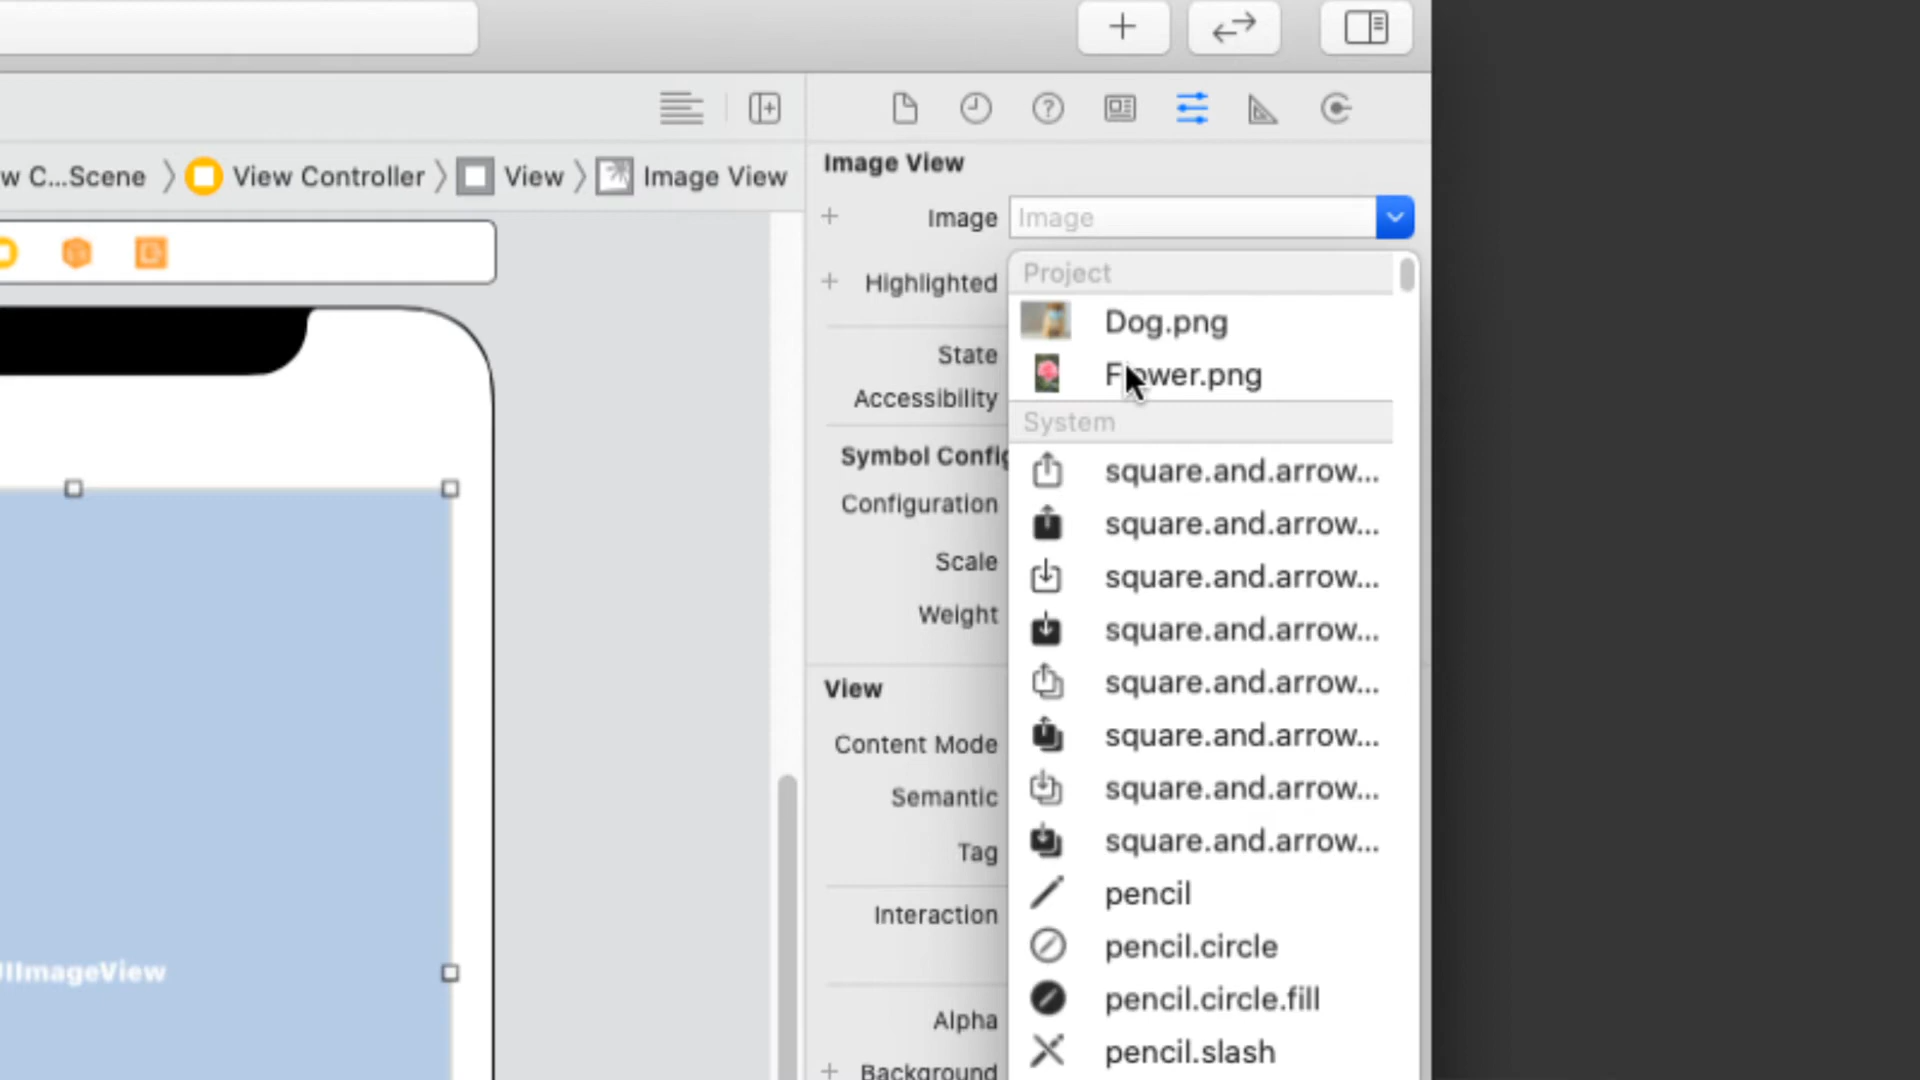 w C...Scene 〉 View Controller 〉 View 〉 Image View
UIImageView
Image View
+ Image Image
+ Highlighted
State
Accessibility
Symbol Config
Configuration
Scale
Weight
View
Content Mode
Semantic
Tag
Interaction
Alpha
+ Background
Project
Dog.png
Flower.png
System
square.and.arrow...
square.and.arrow...
square.and.arrow...
square.and.arrow...
square.and.arrow...
square.and.arrow...
square.and.arrow...
square.and.arrow...
pencil
pencil.circle
pencil.circle.fill
pencil.slash